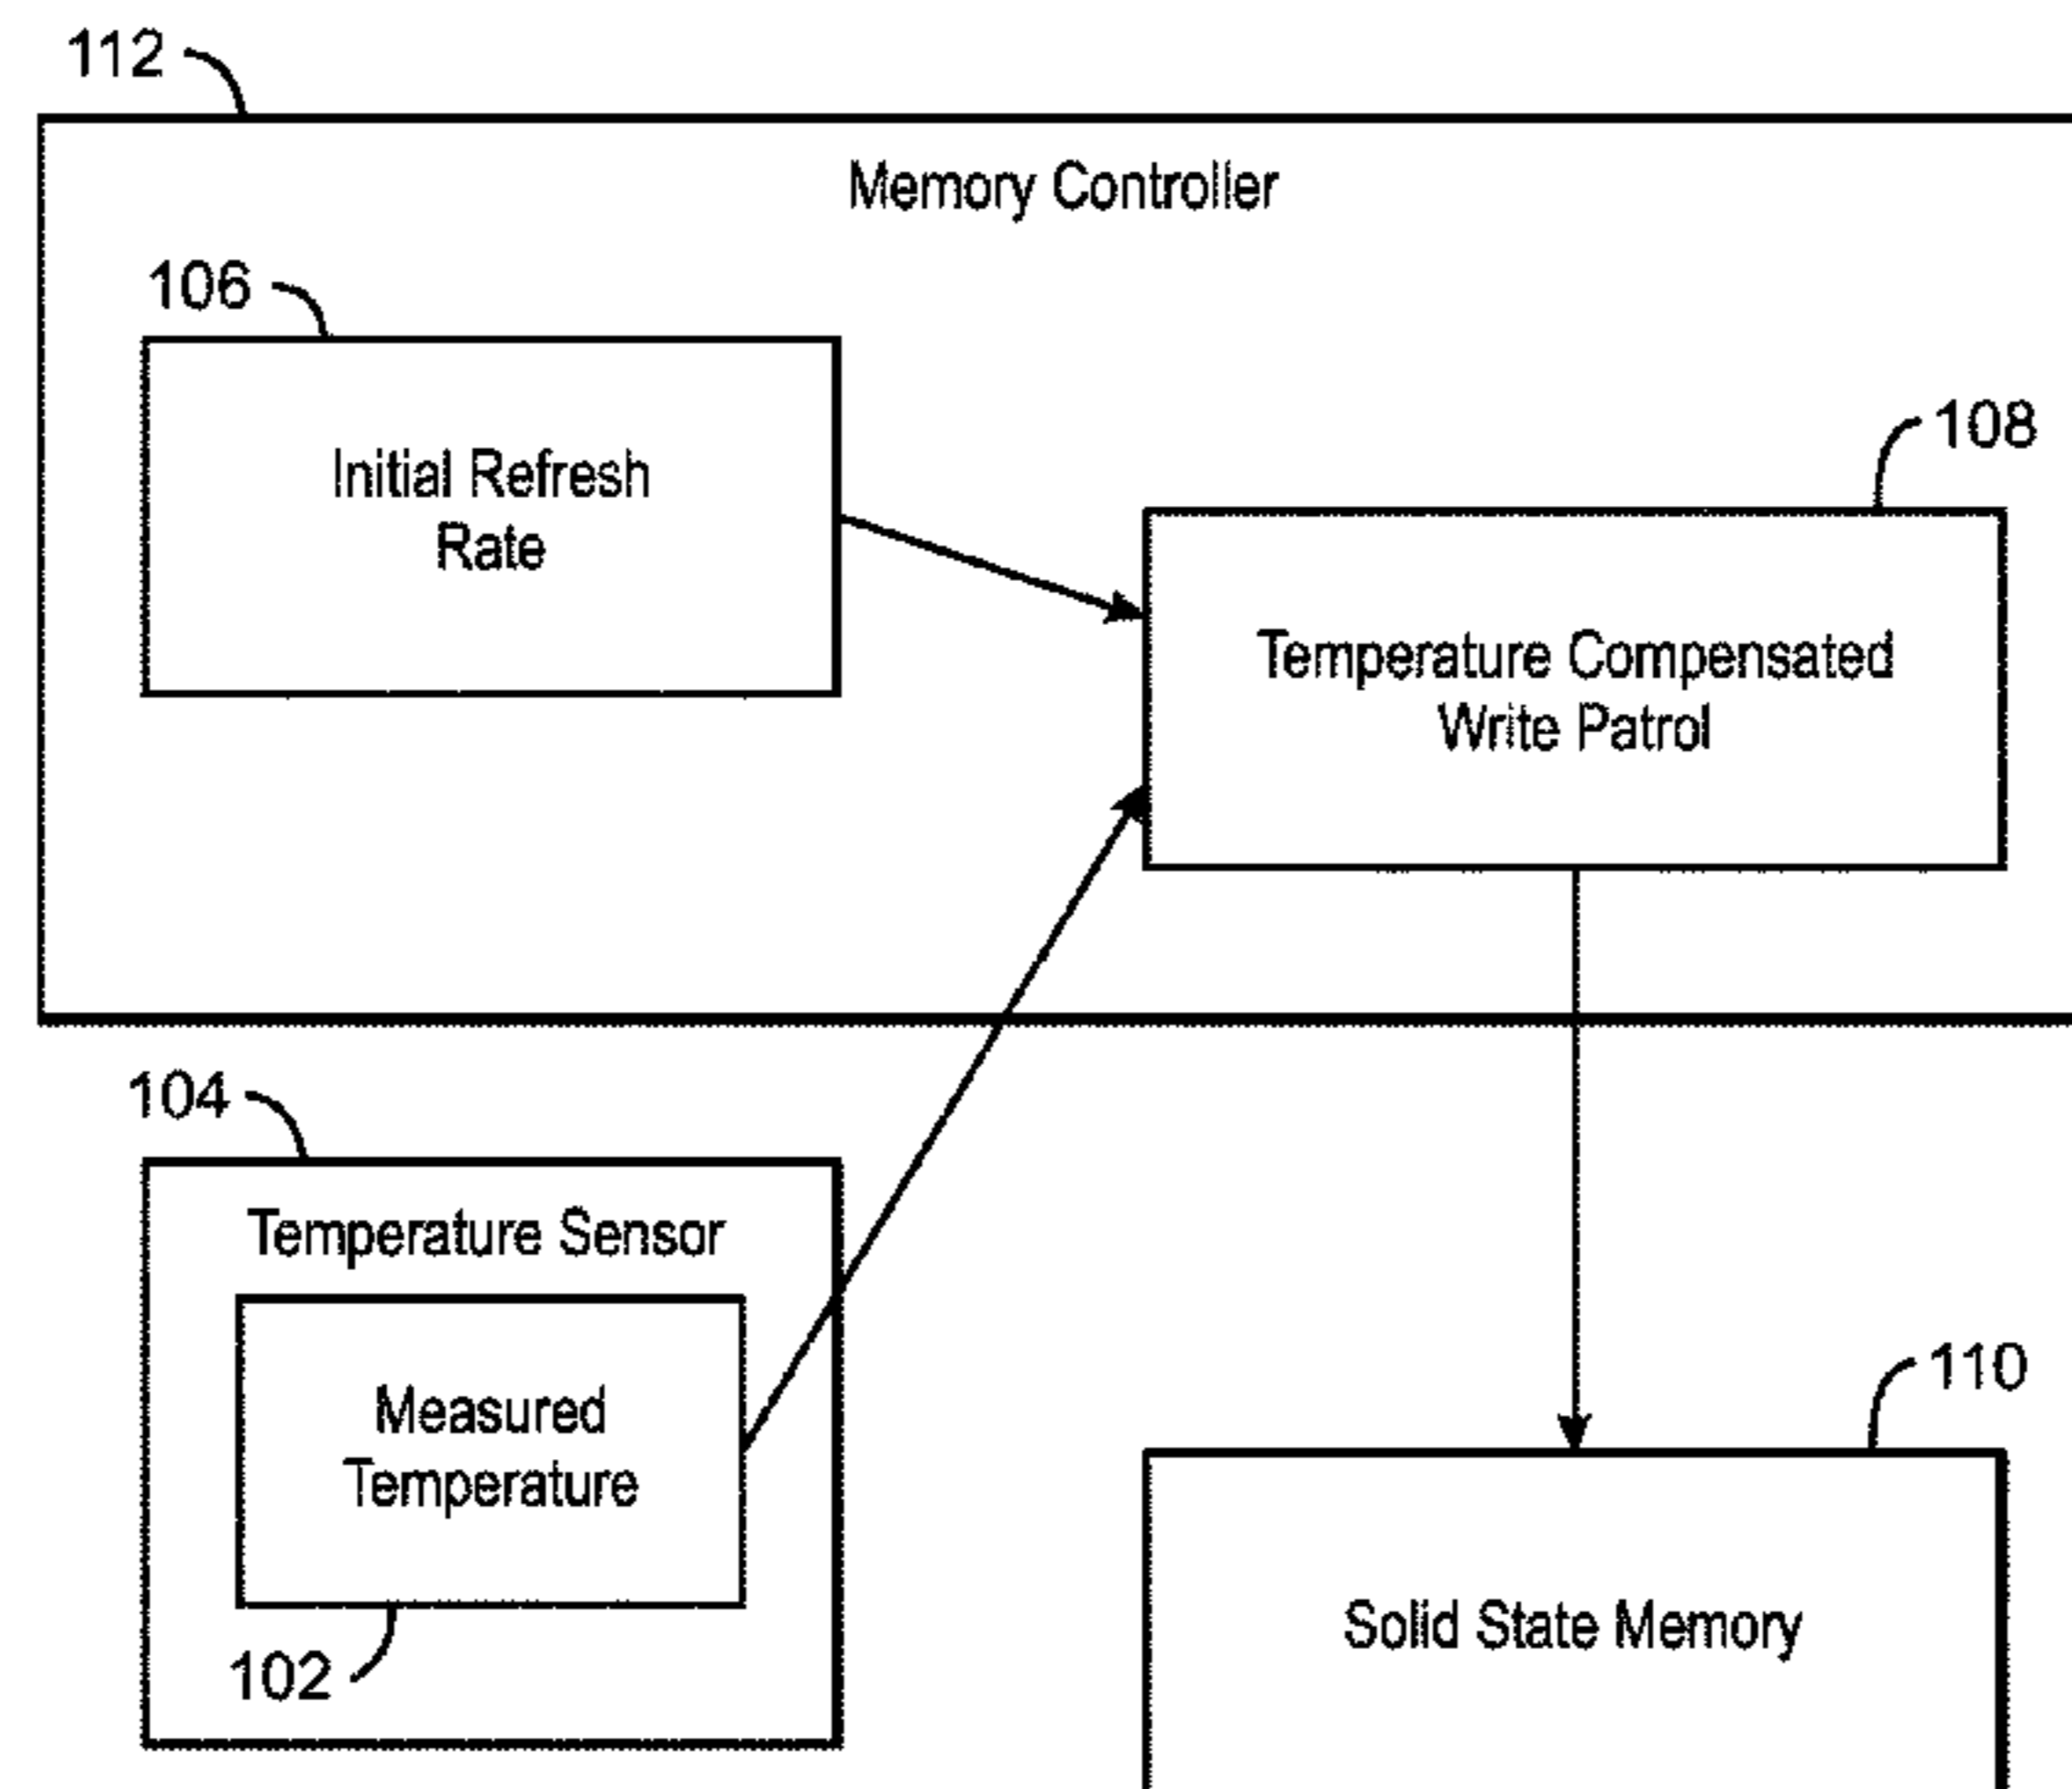 112
Memory Controller
106
Initial Refresh
Rate
108
Temperature Compensated
Write Patrol
104
Temperature Sensor
Measured
Temperature
102
110
Solid State Memory